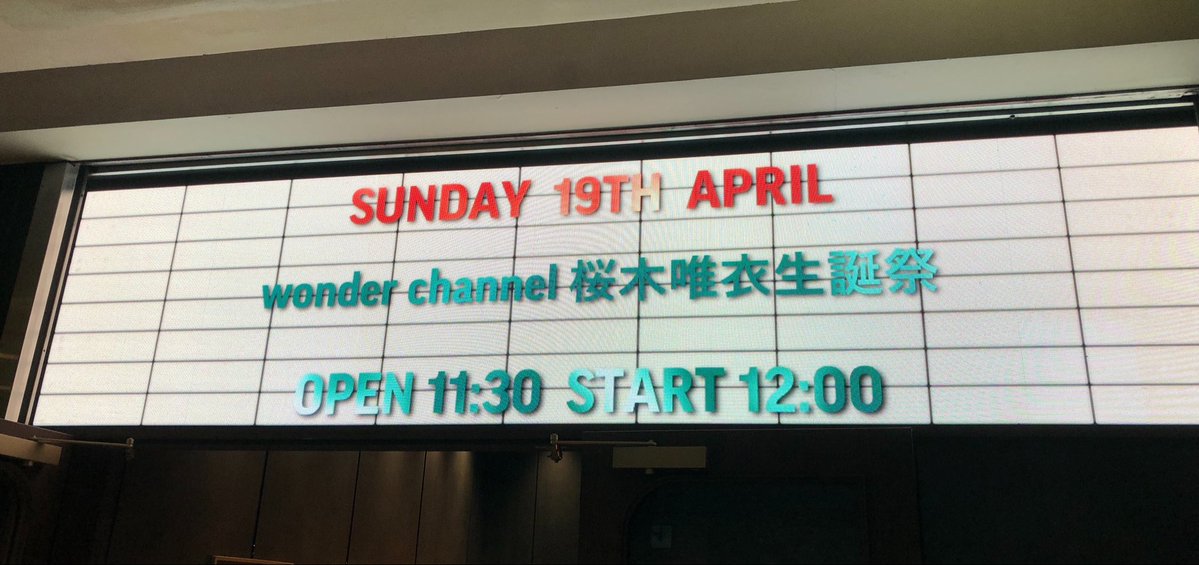 SUNDAY 19TH APRIL
wonder channel 桜木唯衣生誕祭
OPEN 11:30 START 12:00